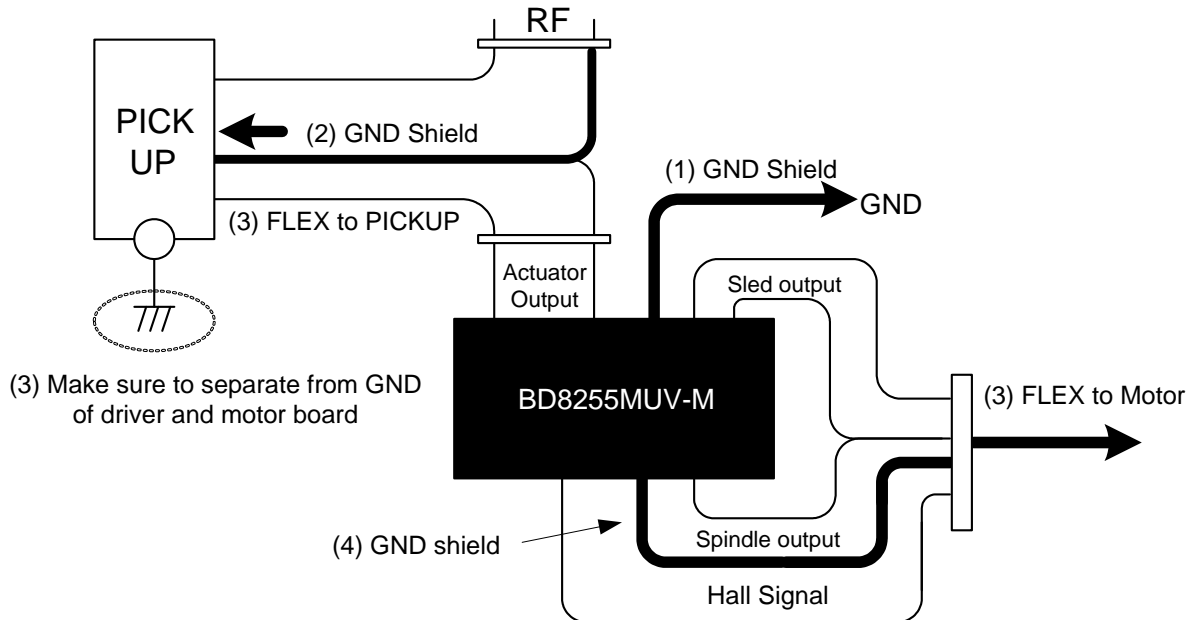 RF
PICK
UP
(2) GND Shield
(1) GND Shield
GND
(3) FLEX to PICKUP
Actuator
Output
Sled output
(3) Make sure to separate from GND
of driver and motor board
BD8255MUV-M
(3) FLEX to Motor
(4) GND shield
Spindle output
Hall Signal